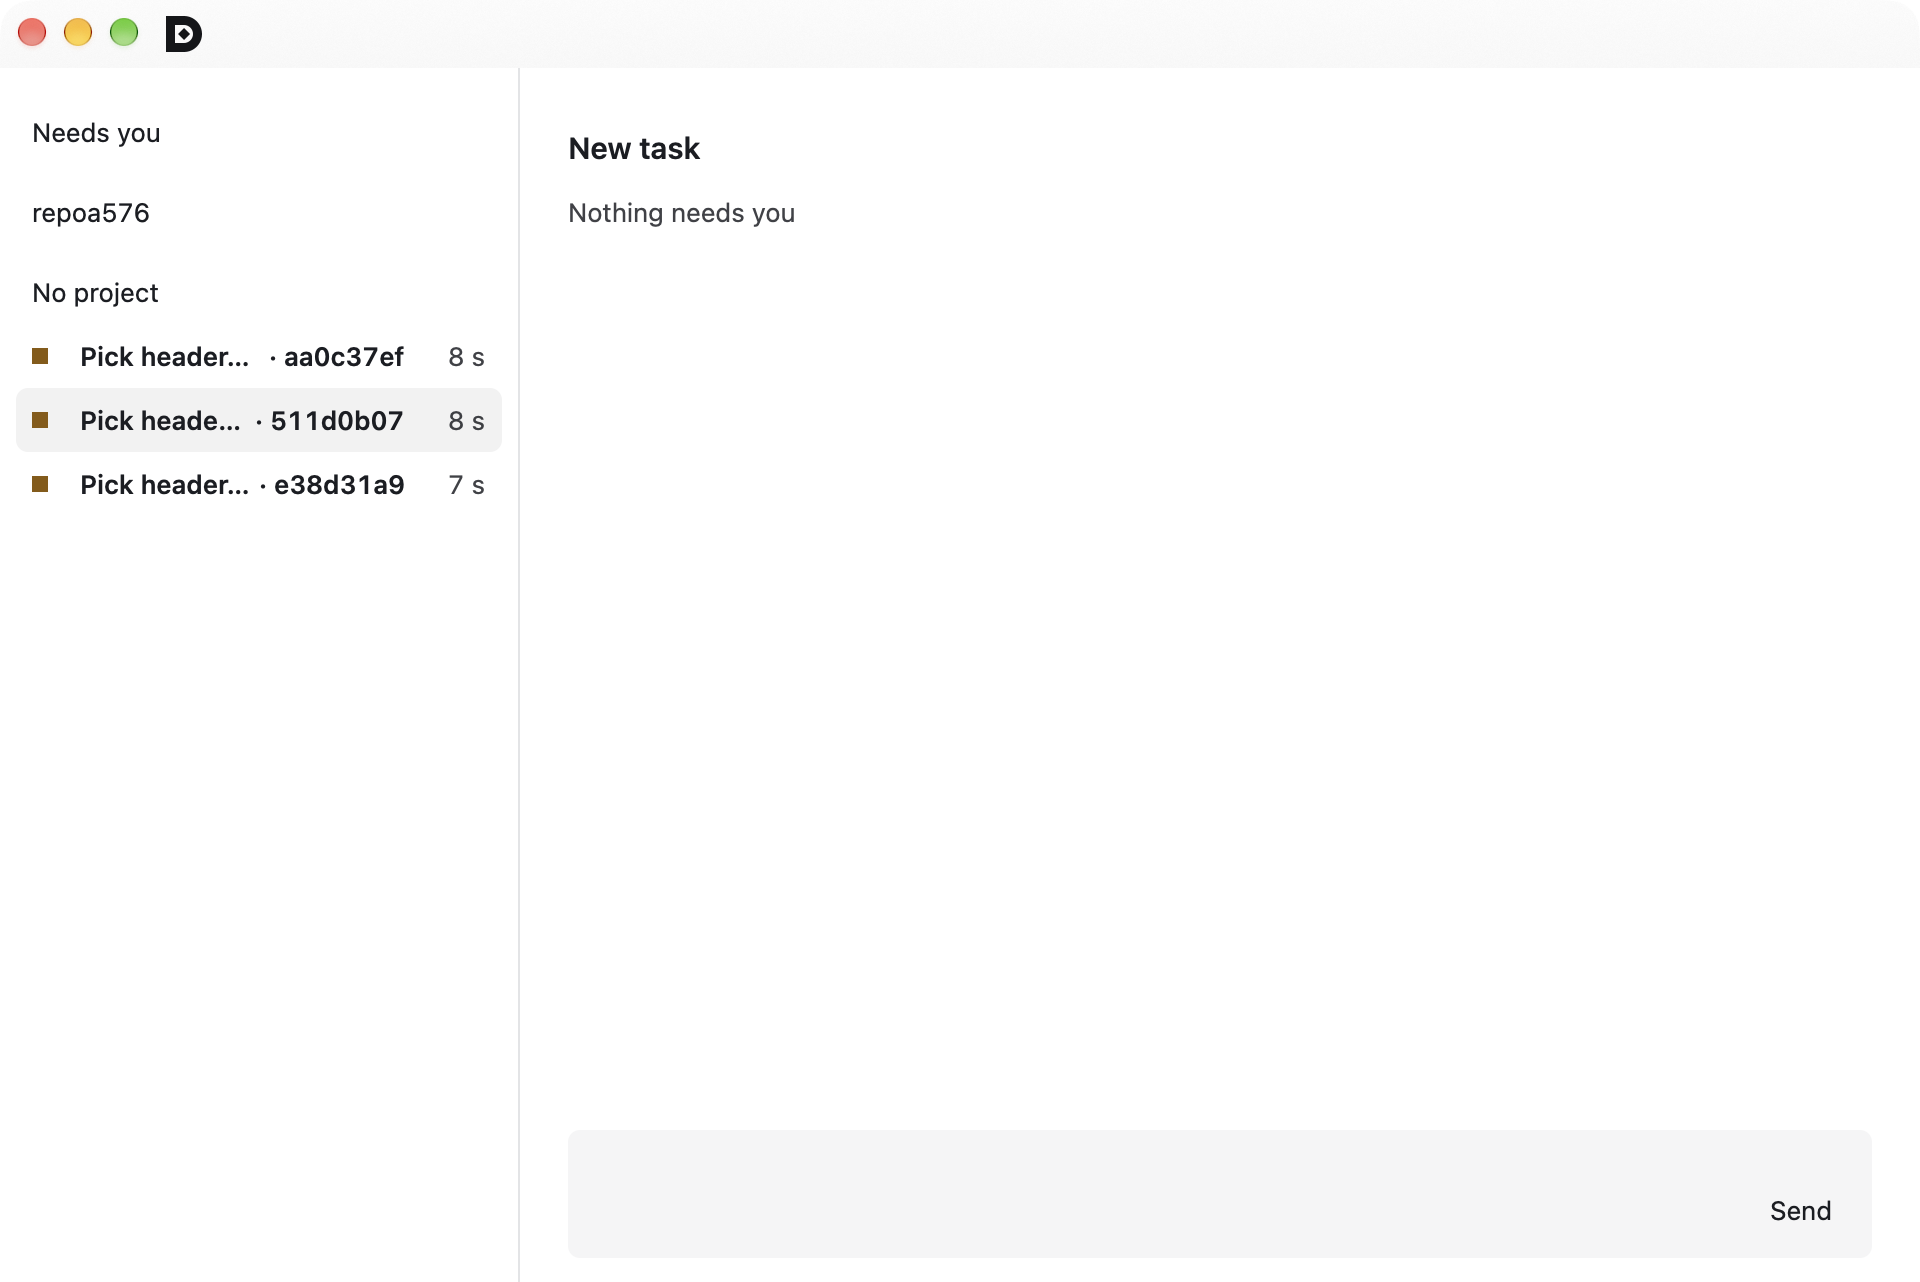 Needs you
repoa576
No project
Pick header... · aa0c37ef 8 s
Pick heade... · 511d0b07 8 s
Pick header... · e38d31a9 7 s
New task
Nothing needs you
Send